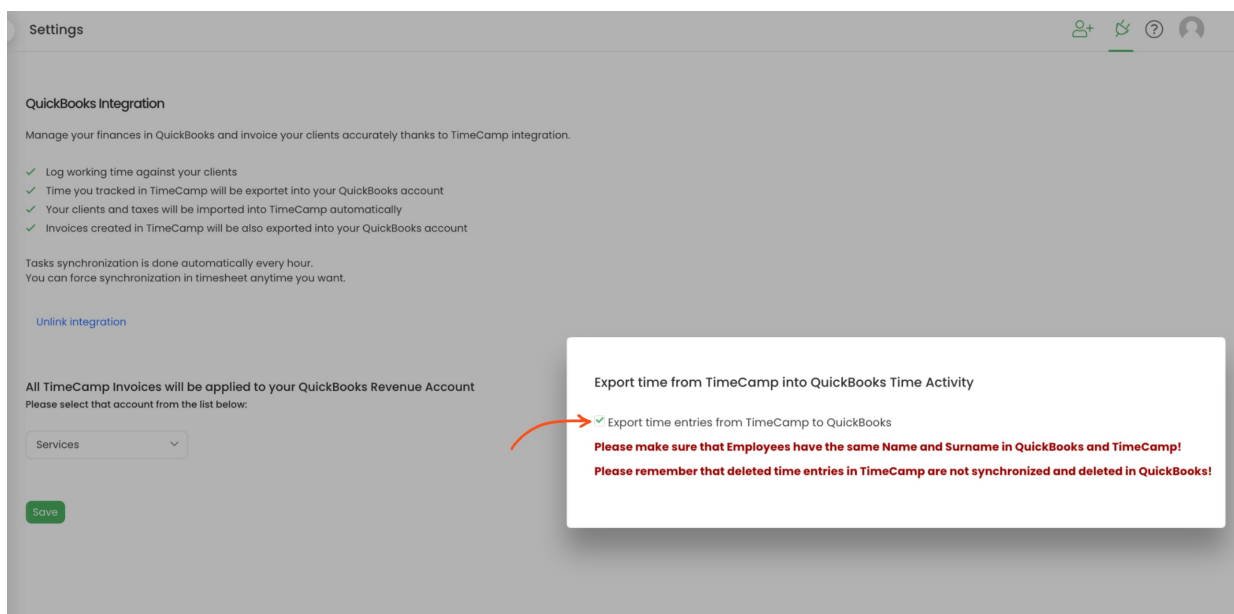 Settings
QuickBooks Integration
Manage your finances in QuickBooks and invoice your clients accurately thanks to TimeCamp integration.
Log working time against your clients
Time you tracked in TimeCamp will be exportet into your QuickBooks account
Your clients and taxes will be imported into TimeCamp automatically
Invoices created in TimeCamp will be also exported into your QuickBooks account
Tasks synchronization is done automatically every hour.
You can force synchronization in timesheet anytime you want.
Unlink integration
All TimeCamp Invoices will be applied to your QuickBooks Revenue Account
Please select that account from the list below:
Services
Save
Export time from TimeCamp into QuickBooks Time Activity
Export time entries from TimeCamp to QuickBooks
Please make sure that Employees have the same Name and Surname in QuickBooks and TimeCamp!
Please remember that deleted time entries in TimeCamp are not synchronized and deleted in QuickBooks!